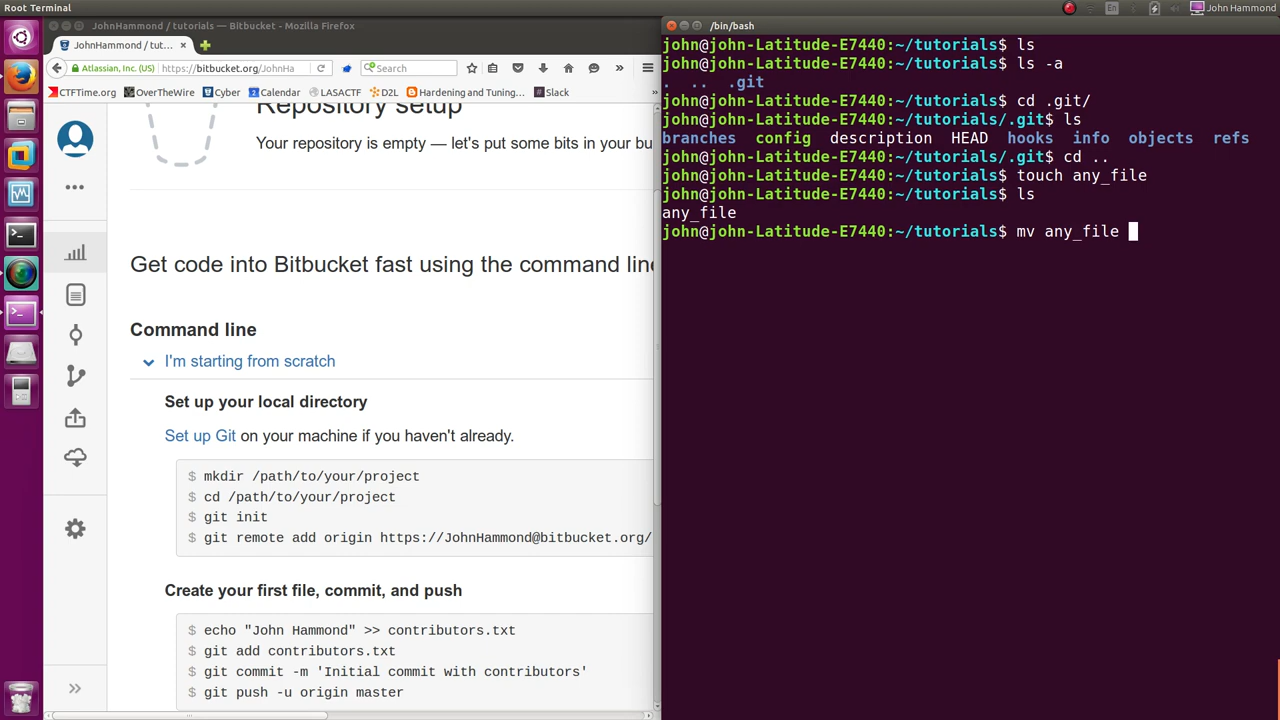 Root Terminal
En
John Hammond
JohnHammond / tutorials — Bitbucket - Mozilla Firefox
JohnHammond / tut...
Atlassian, Inc. (US)
https://bitbucket.org/JohnHa
Search
CTFTime.org
OverTheWire
Cyber
Calendar
LASACTF
D2L
Hardening and Tuning...
Slack
Repository setup
Your repository is empty — let's put some bits in your bu
Get code into Bitbucket fast using the command line
Command line
I'm starting from scratch
Set up your local directory
Set up Git on your machine if you haven't already.
$ mkdir /path/to/your/project
$ cd /path/to/your/project
$ git init
$ git remote add origin https://JohnHammond@bitbucket.org/
Create your first file, commit, and push
$ echo "John Hammond" >> contributors.txt
$ git add contributors.txt
$ git commit -m 'Initial commit with contributors'
$ git push -u origin master
/bin/bash
john@john-Latitude-E7440:~/tutorials$ ls
john@john-Latitude-E7440:~/tutorials$ ls -a
. .. .git
john@john-Latitude-E7440:~/tutorials$ cd .git/
john@john-Latitude-E7440:~/tutorials/.git$ ls
branches config description HEAD hooks info objects refs
john@john-Latitude-E7440:~/tutorials/.git$ cd ..
john@john-Latitude-E7440:~/tutorials$ touch any_file
john@john-Latitude-E7440:~/tutorials$ ls
any_file
john@john-Latitude-E7440:~/tutorials$ mv any_file